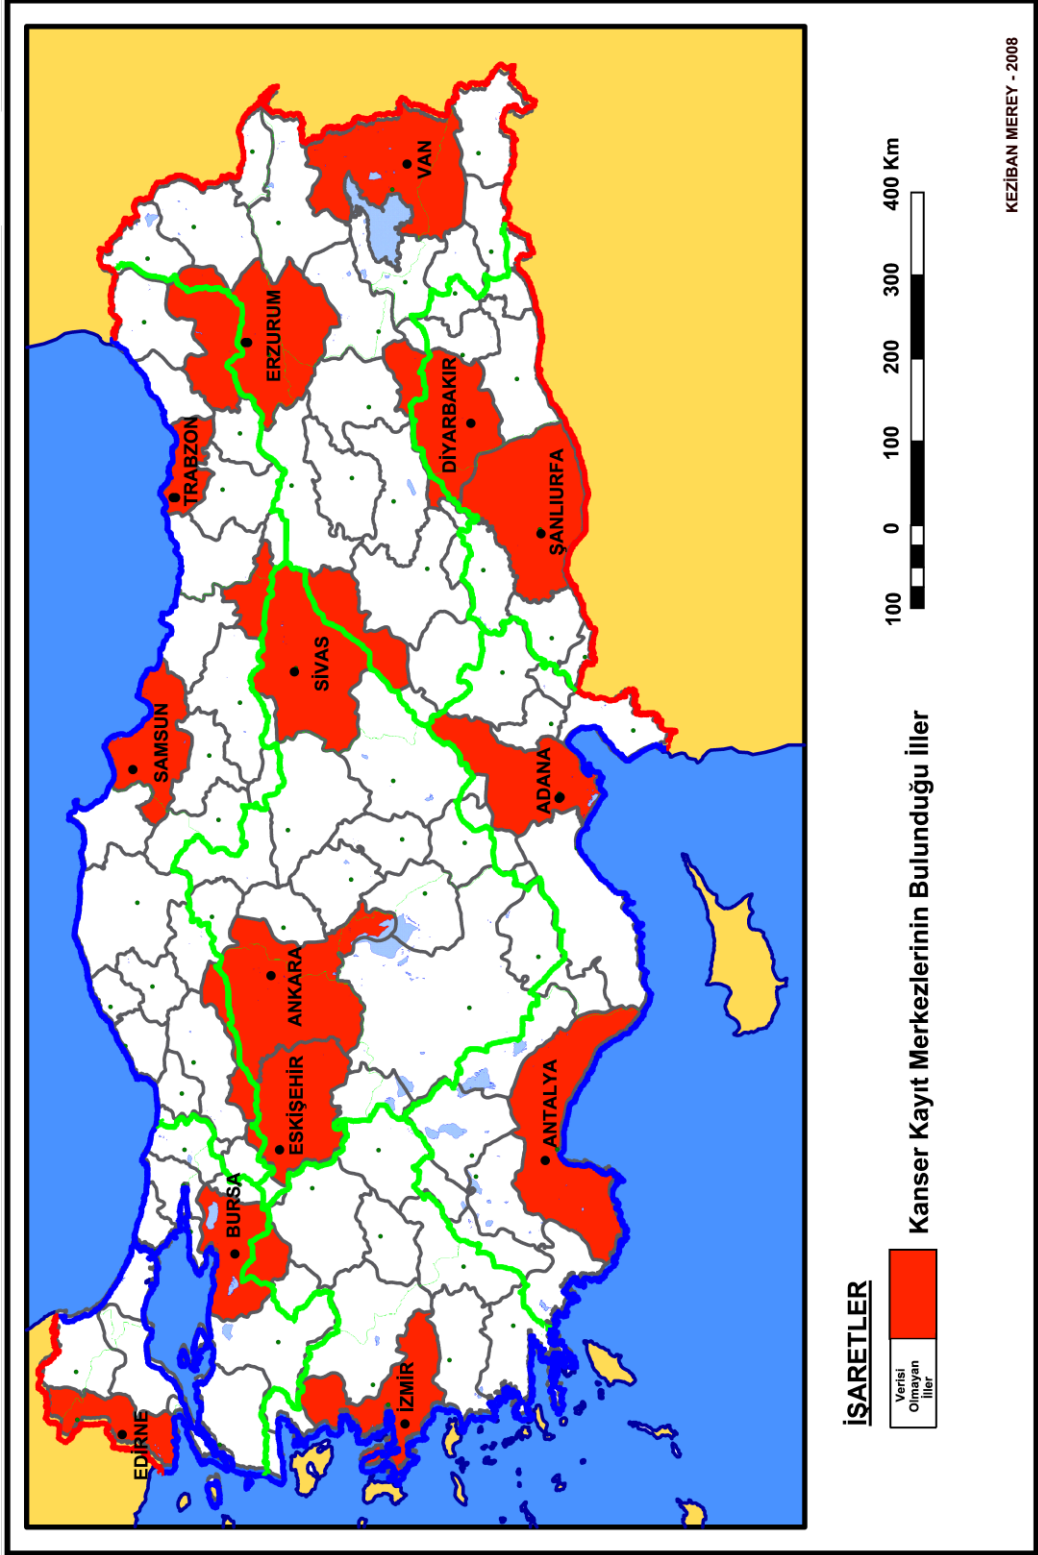 EDİRNE
BURSA
İZMİR
ESKİŞEHİR
ANKARA
ANTALYA
SAMSUN
SİVAS
ADANA
TRABZON
ERZURUM
DİYARBAKIR
ŞANLIURFA
VAN
İŞARETLER
Verisi
Olmayan
İller
Kanser Kayıt Merkezlerinin Bulunduğu İller
100 0 100 200 300 400 Km
KEZİBAN MEREY - 2008